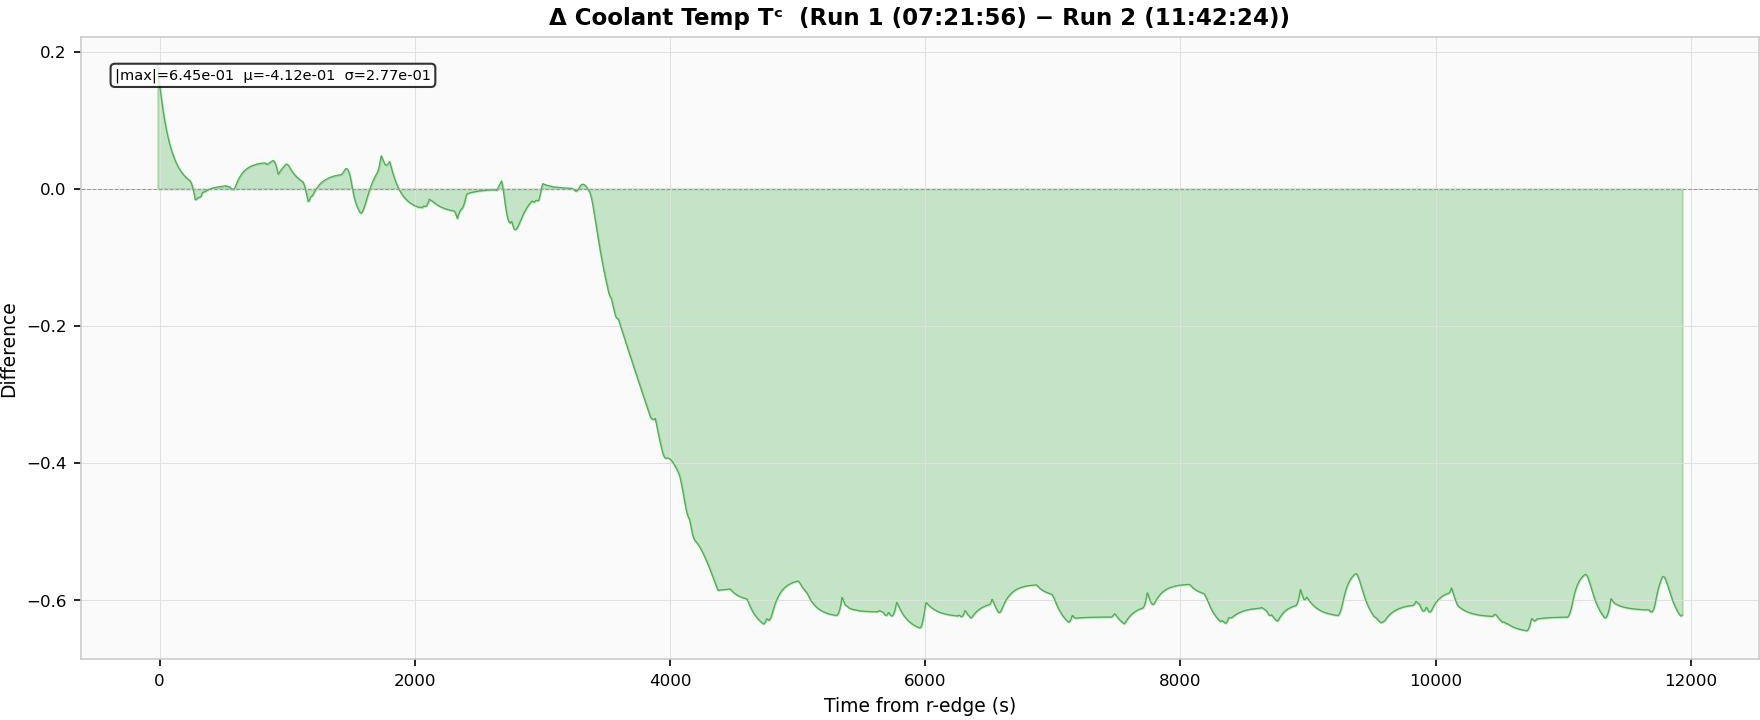 Δ Coolant Temp Tᶜ  (Run 1 (07:21:56) − Run 2 (11:42:24))
|max|=6.45e-01  μ=-4.12e-01  σ=2.77e-01
Difference
0.2
0.0
−0.2
−0.4
−0.6
0 2000 4000 6000 8000 10000 12000
Time from r-edge (s)